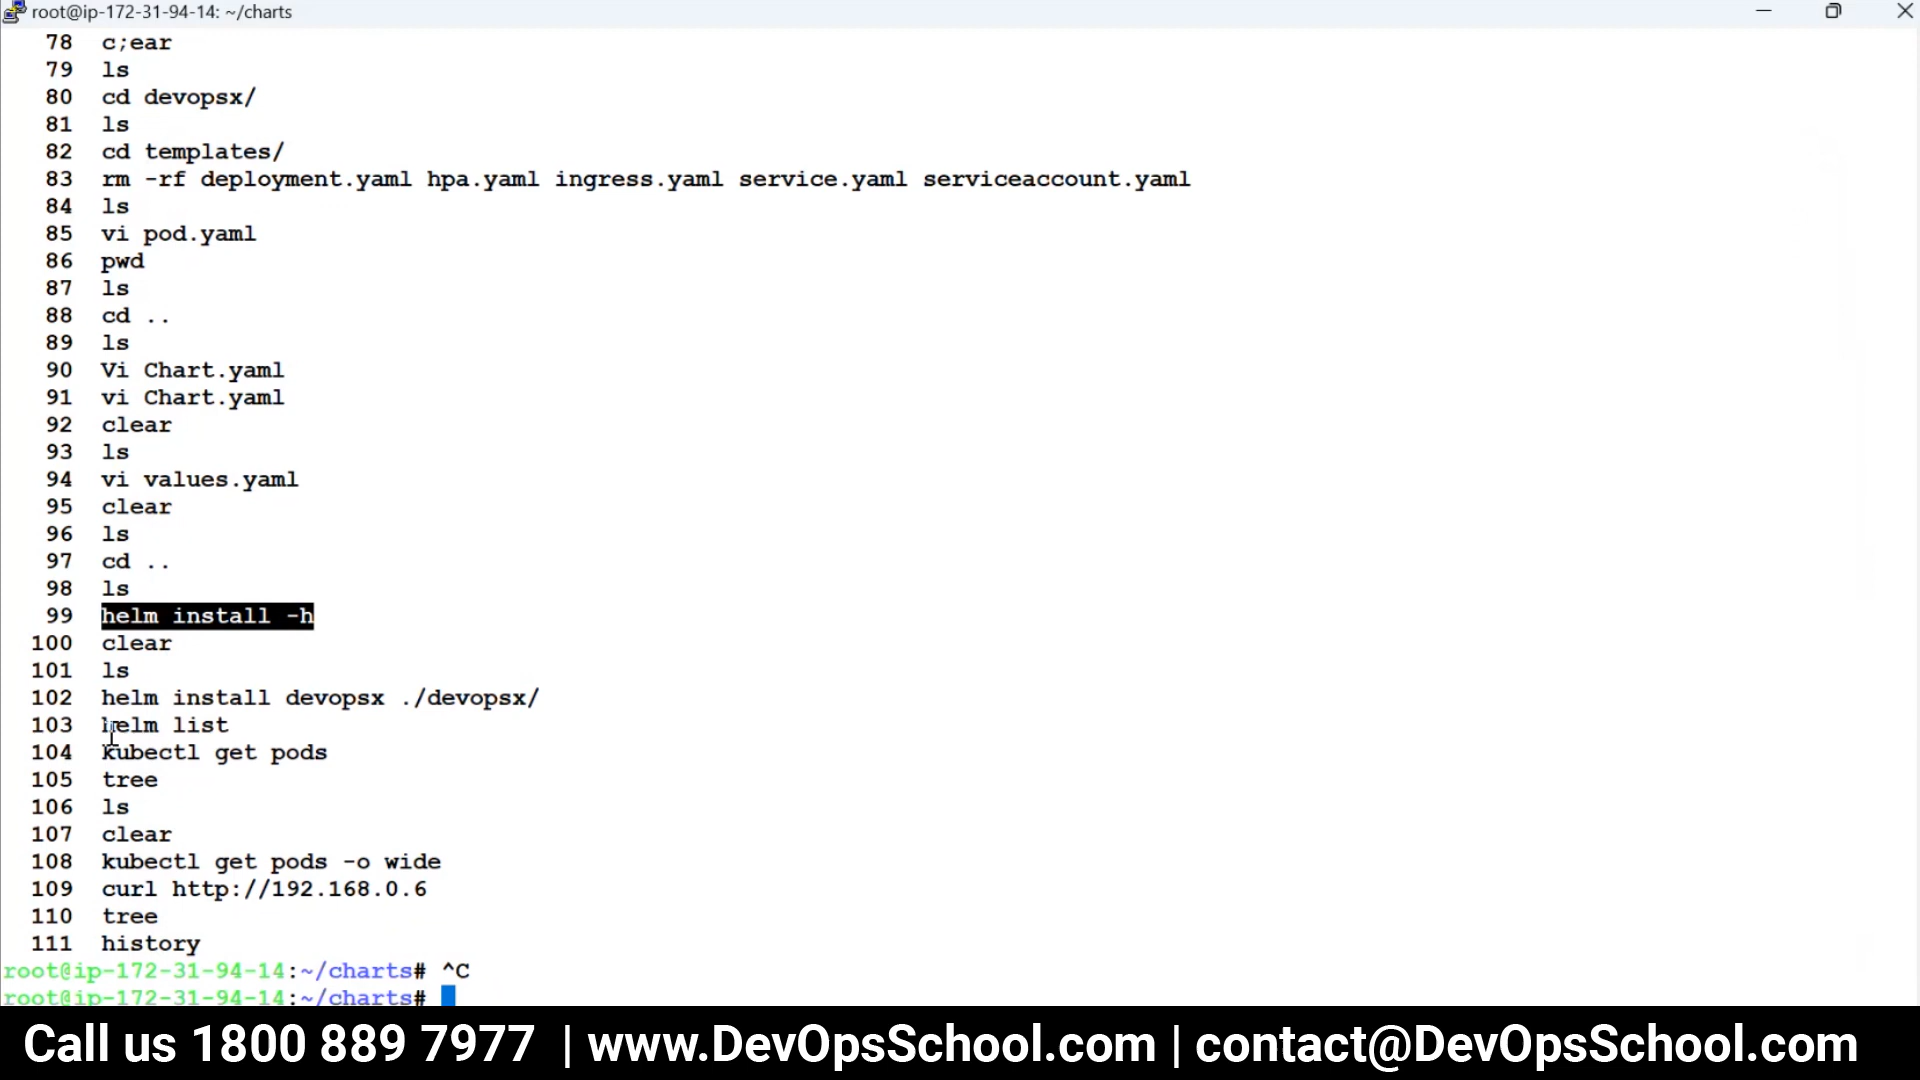 root@ip-172-31-94-14: ~/charts
78 c;ear
79 ls
80 cd devopsx/
81 ls
82 cd templates/
83 rm -rf deployment.yaml hpa.yaml ingress.yaml service.yaml serviceaccount.yaml
84 ls
85 vi pod.yaml
86 pwd
87 ls
88 cd ..
89 ls
90 Vi Chart.yaml
91 vi Chart.yaml
92 clear
93 ls
94 vi values.yaml
95 clear
96 ls
97 cd ..
98 ls
99 helm install -h
100 clear
101 ls
102 helm install devopsx ./devopsx/
103 helm list
104 kubectl get pods
105 tree
106 ls
107 clear
108 kubectl get pods -o wide
109 curl http://192.168.0.6
110 tree
111 history
root@ip-172-31-94-14:~/charts# ^C
root@ip-172-31-94-14:~/charts#
Call us 1800 889 7977 | www.DevOpsSchool.com | contact@DevOpsSchool.com